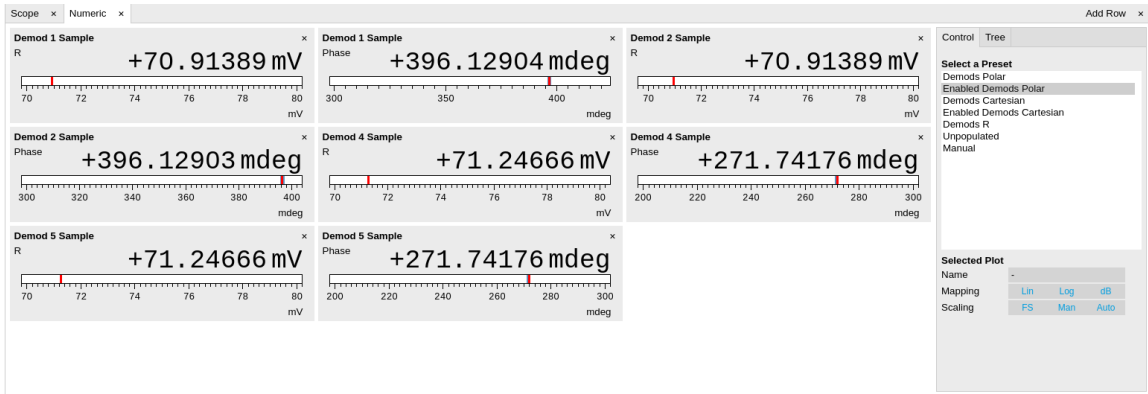 Scope × Numeric × Add Row ×
Demod 1 Sample ×
R +70.91389 mV
70 72 74 76 78 80
mV
Demod 1 Sample ×
Phase +396.12904 mdeg
300 350 400
mdeg
Demod 2 Sample ×
R +70.91389 mV
70 72 74 76 78 80
mV
Demod 2 Sample ×
Phase +396.12903 mdeg
300 320 340 360 380 400
mdeg
Demod 4 Sample ×
R +71.24666 mV
70 72 74 76 78 80
mV
Demod 4 Sample ×
Phase +271.74176 mdeg
200 220 240 260 280 300
mdeg
Demod 5 Sample ×
R +71.24666 mV
70 72 74 76 78 80
mV
Demod 5 Sample ×
Phase +271.74176 mdeg
200 220 240 260 280 300
mdeg
Control Tree
Select a Preset
Demods Polar
Enabled Demods Polar
Demods Cartesian
Enabled Demods Cartesian
Demods R
Unpopulated
Manual
Selected Plot
Name -
Mapping Lin Log dB
Scaling FS Man Auto